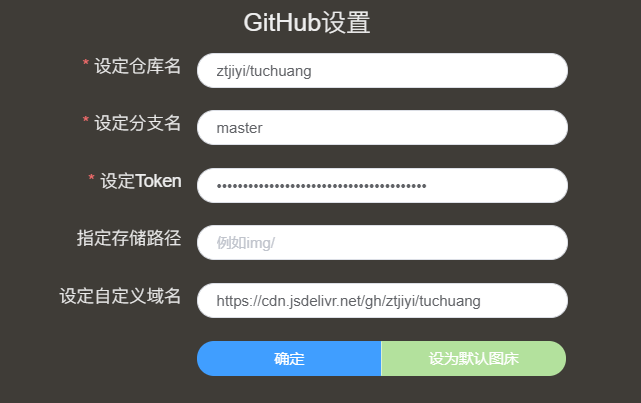 GitHub设置
* 设定仓库名 ztjiyi/tuchuang
* 设定分支名 master
* 设定Token ••••••••••••••••••••••••••••••••••••••••
指定存储路径 例如img/
设定自定义域名 https://cdn.jsdelivr.net/gh/ztjiyi/tuchuang
确定 设为默认图床